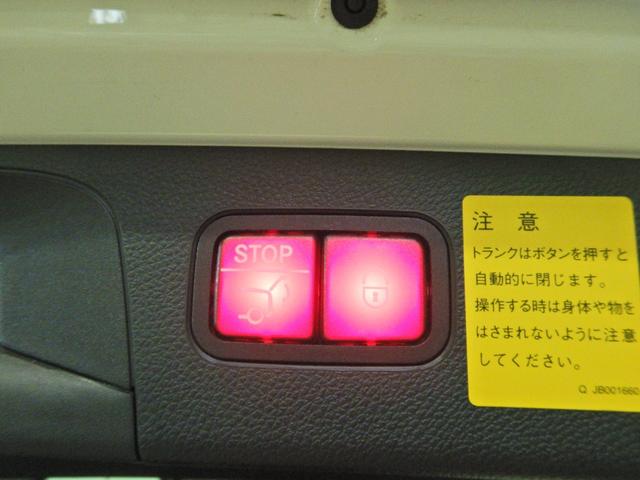 STOP
注 意
トランクはボタンを押すと
自動的に閉じます。
操作する時は身体や物を
はさまれないように注意
してください。
Q JB001660